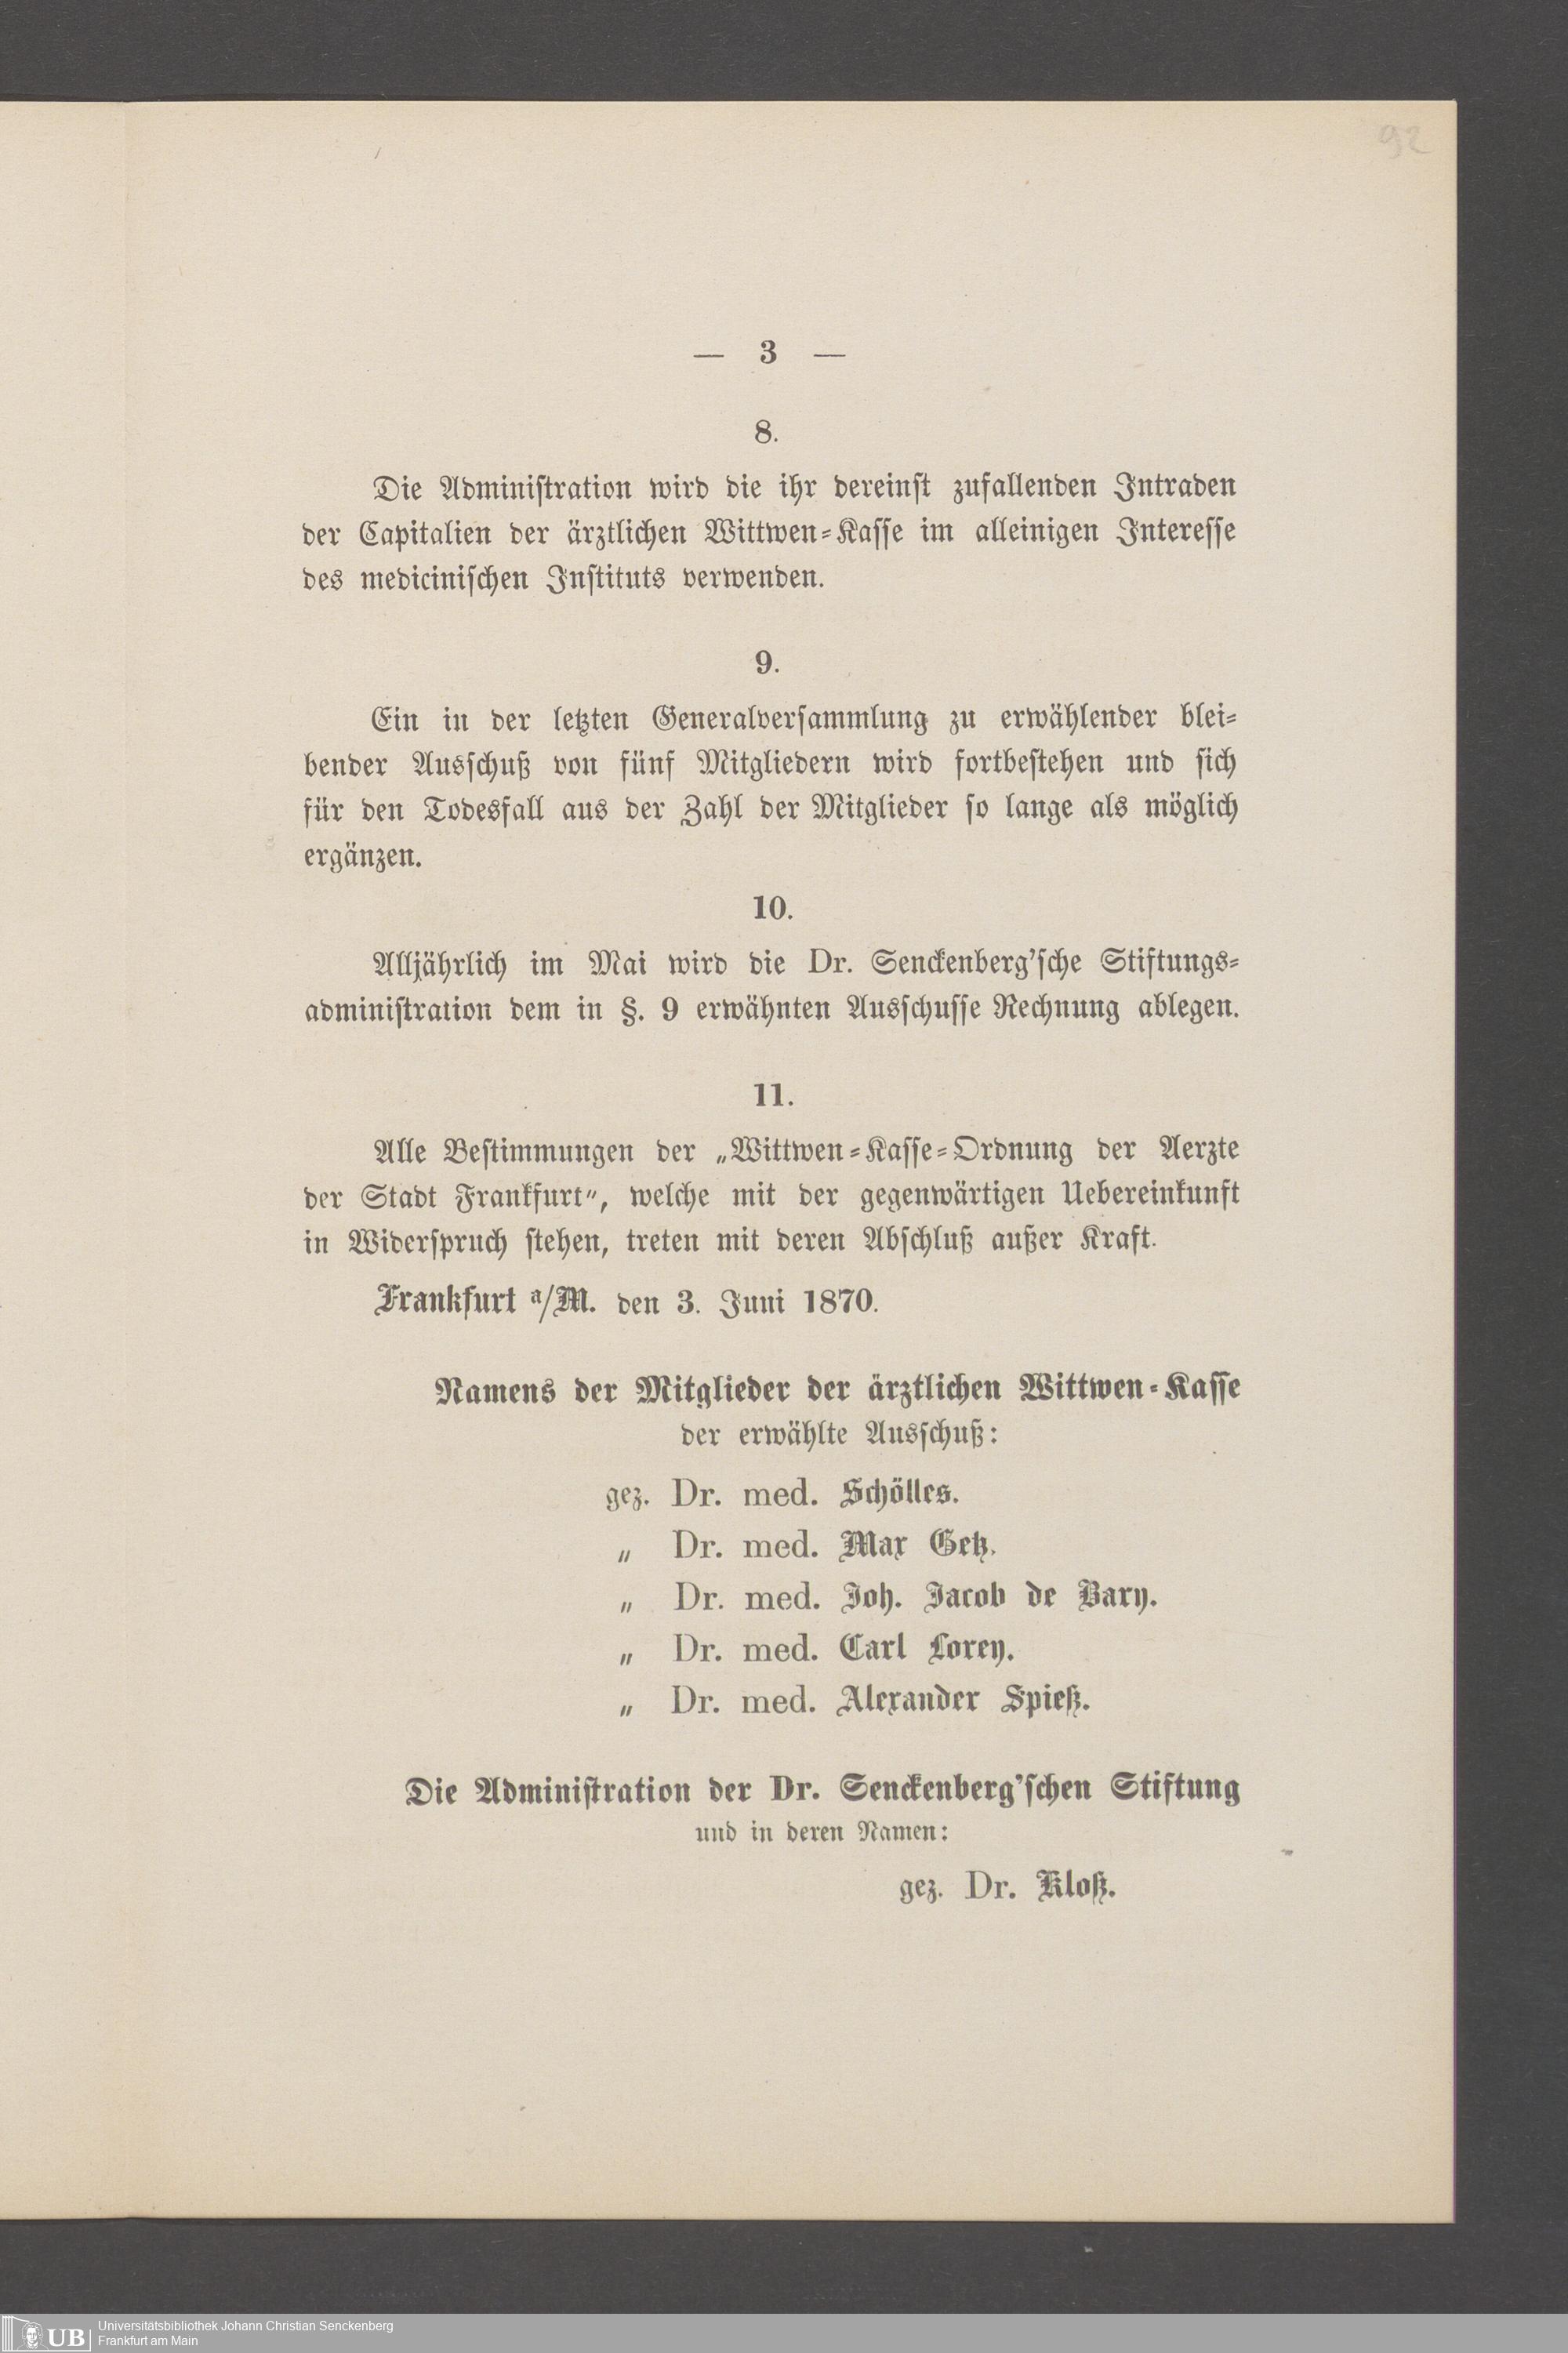 92
— 3 —
8.
Die Administration wird die ihr dereinst zufallenden Intraden
der Capitalien der ärztlichen Wittwen-Kasse im alleinigen Interesse
des medicinischen Instituts verwenden.
9.
Ein in der letzten Generalversammlung zu erwählender blei-
bender Ausschuß von fünf Mitgliedern wird fortbestehen und sich
für den Todesfall aus der Zahl der Mitglieder so lange als möglich
ergänzen.
10.
Alljährlich im Mai wird die Dr. Senckenberg'sche Stiftungs-
administration dem in §. 9 erwähnten Ausschusse Rechnung ablegen.
11.
Alle Bestimmungen der „Wittwen-Kasse-Ordnung der Aerzte
der Stadt Frankfurt", welche mit der gegenwärtigen Uebereinkunft
in Widerspruch stehen, treten mit deren Abschluß außer Kraft.
Frankfurt a/M. den 3. Juni 1870.
Namens der Mitglieder der ärztlichen Wittwen-Kasse
der erwählte Ausschuß:
gez. Dr. med. Schölles.
„ Dr. med. Max Getz.
„ Dr. med. Joh. Jacob de Bary.
„ Dr. med. Carl Lorey.
„ Dr. med. Alexander Spieß.
Die Administration der Dr. Senckenberg'schen Stiftung
und in deren Namen:
gez. Dr. Kloß.
UB
Universitätsbibliothek Johann Christian Senckenberg
Frankfurt am Main